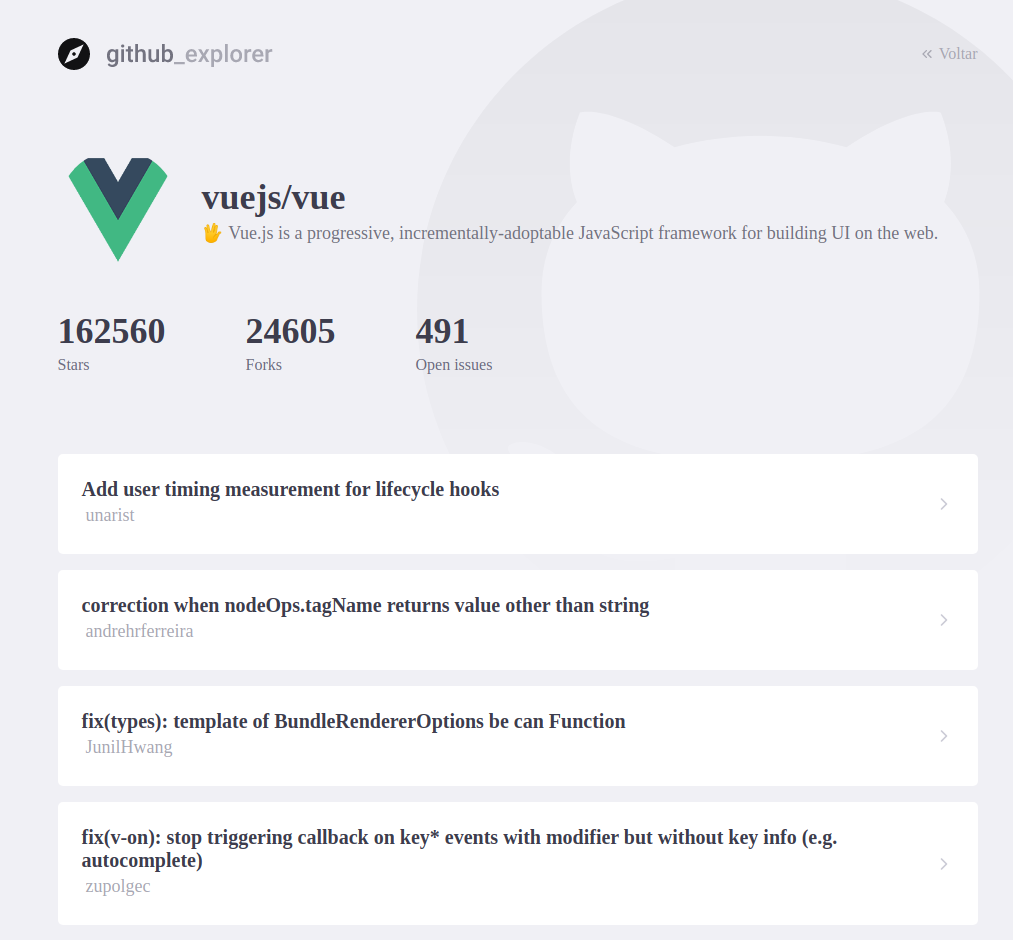 github_explorer
Voltar
vuejs/vue
🖖 Vue.js is a progressive, incrementally-adoptable JavaScript framework for building UI on the web.
162560 24605 491
Stars Forks Open issues
Add user timing measurement for lifecycle hooks
unarist
correction when nodeOps.tagName returns value other than string
andrehrferreira
fix(types): template of BundleRendererOptions be can Function
JunilHwang
fix(v-on): stop triggering callback on key* events with modifier but without key info (e.g.
autocomplete)
zupolgec